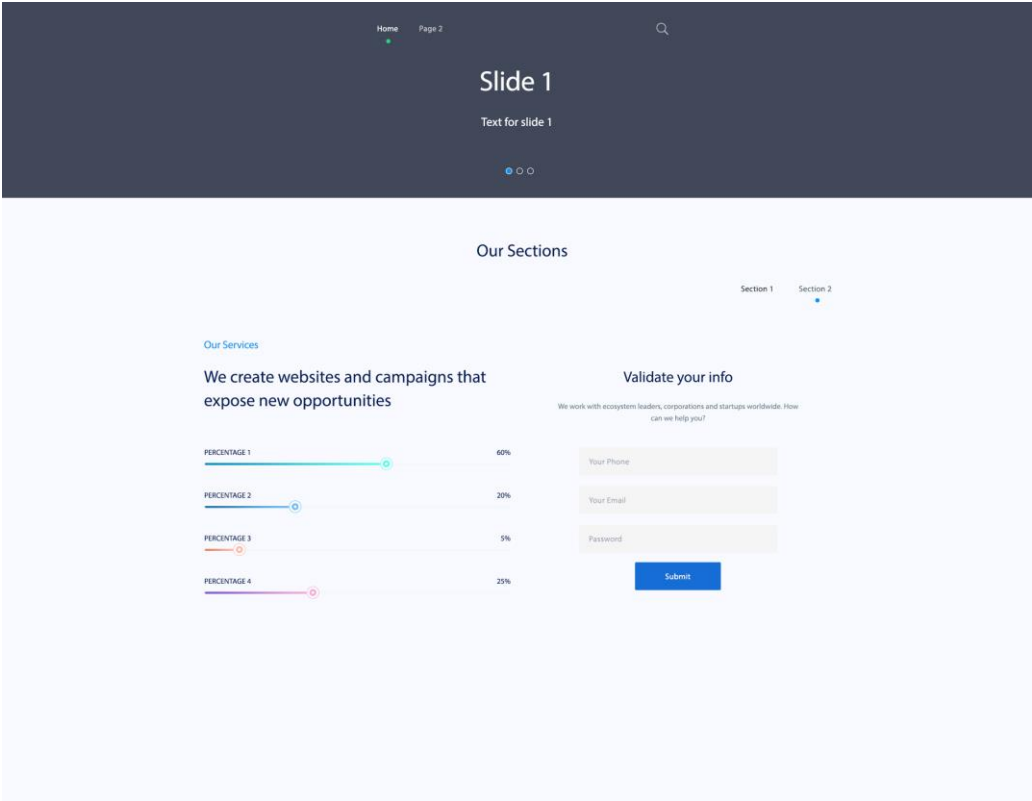 Home Page 2
Slide 1
Text for slide 1
Our Sections
Section 1 Section 2
Our Services
We create websites and campaigns that
expose new opportunities
PERCENTAGE 1 60%
PERCENTAGE 2 20%
PERCENTAGE 3 5%
PERCENTAGE 4 25%
Validate your info
We work with ecosystem leaders, corporations and startups worldwide. How
can we help you?
Your Phone
Your Email
Password
Submit